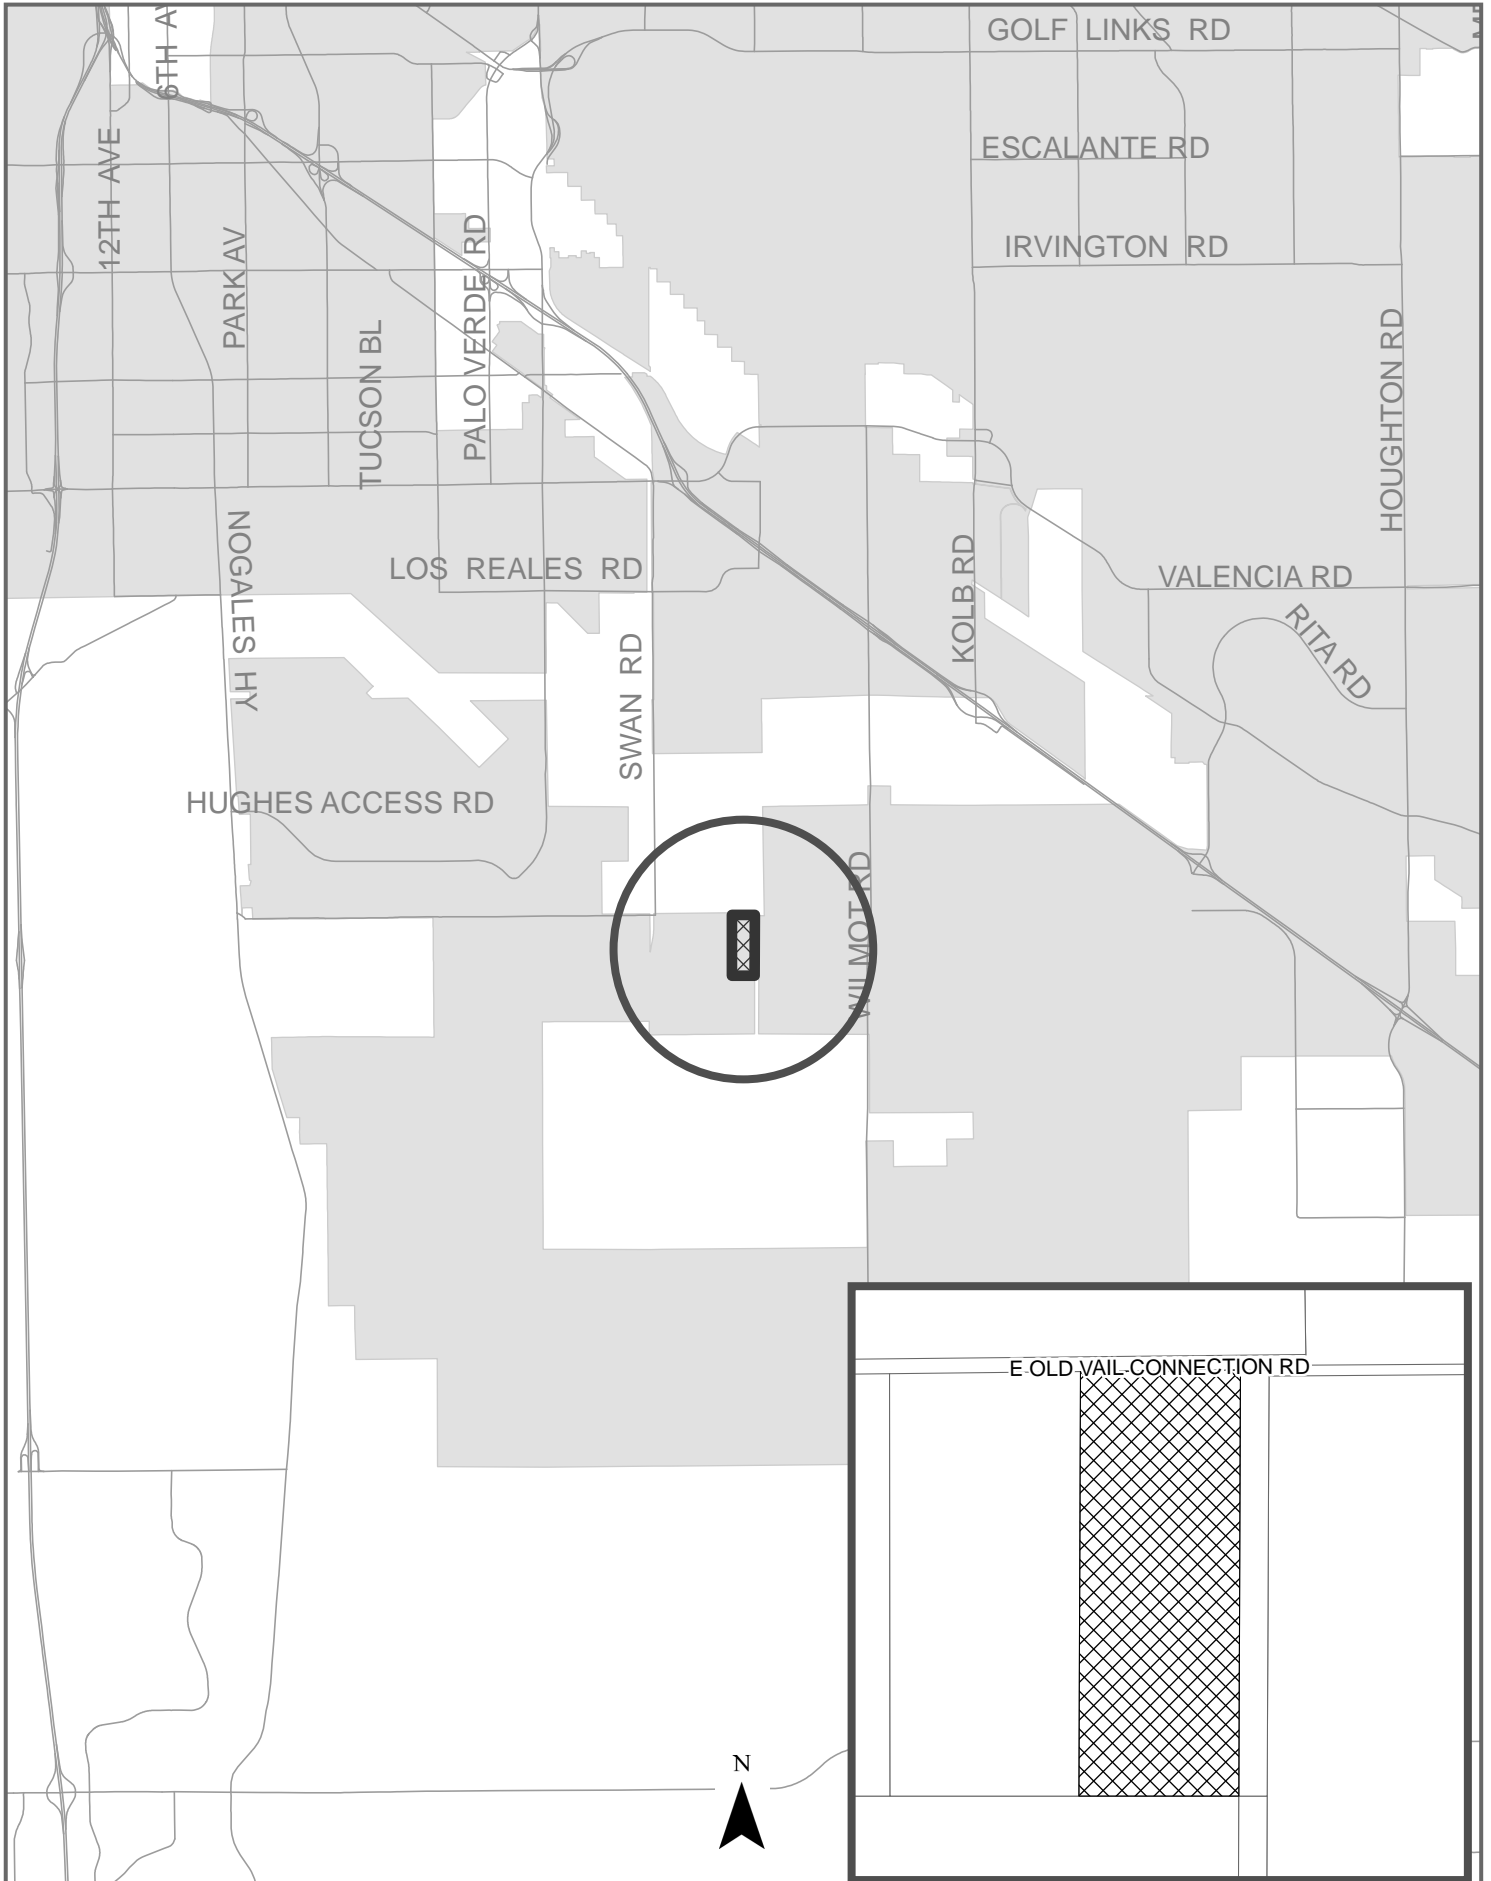 GOLF LINKS RD
6TH AV
ESCALANTE RD
12TH AVE
IRVINGTON RD
PARK AV
PALO VERDE RD
TUCSON BL
HOUGHTON RD
NOGALES HY
LOS REALES RD
KOLB RD
VALENCIA RD
RITA RD
SWAN RD
HUGHES ACCESS RD
WILMOT RD
E OLD VAIL CONNECTION RD
N